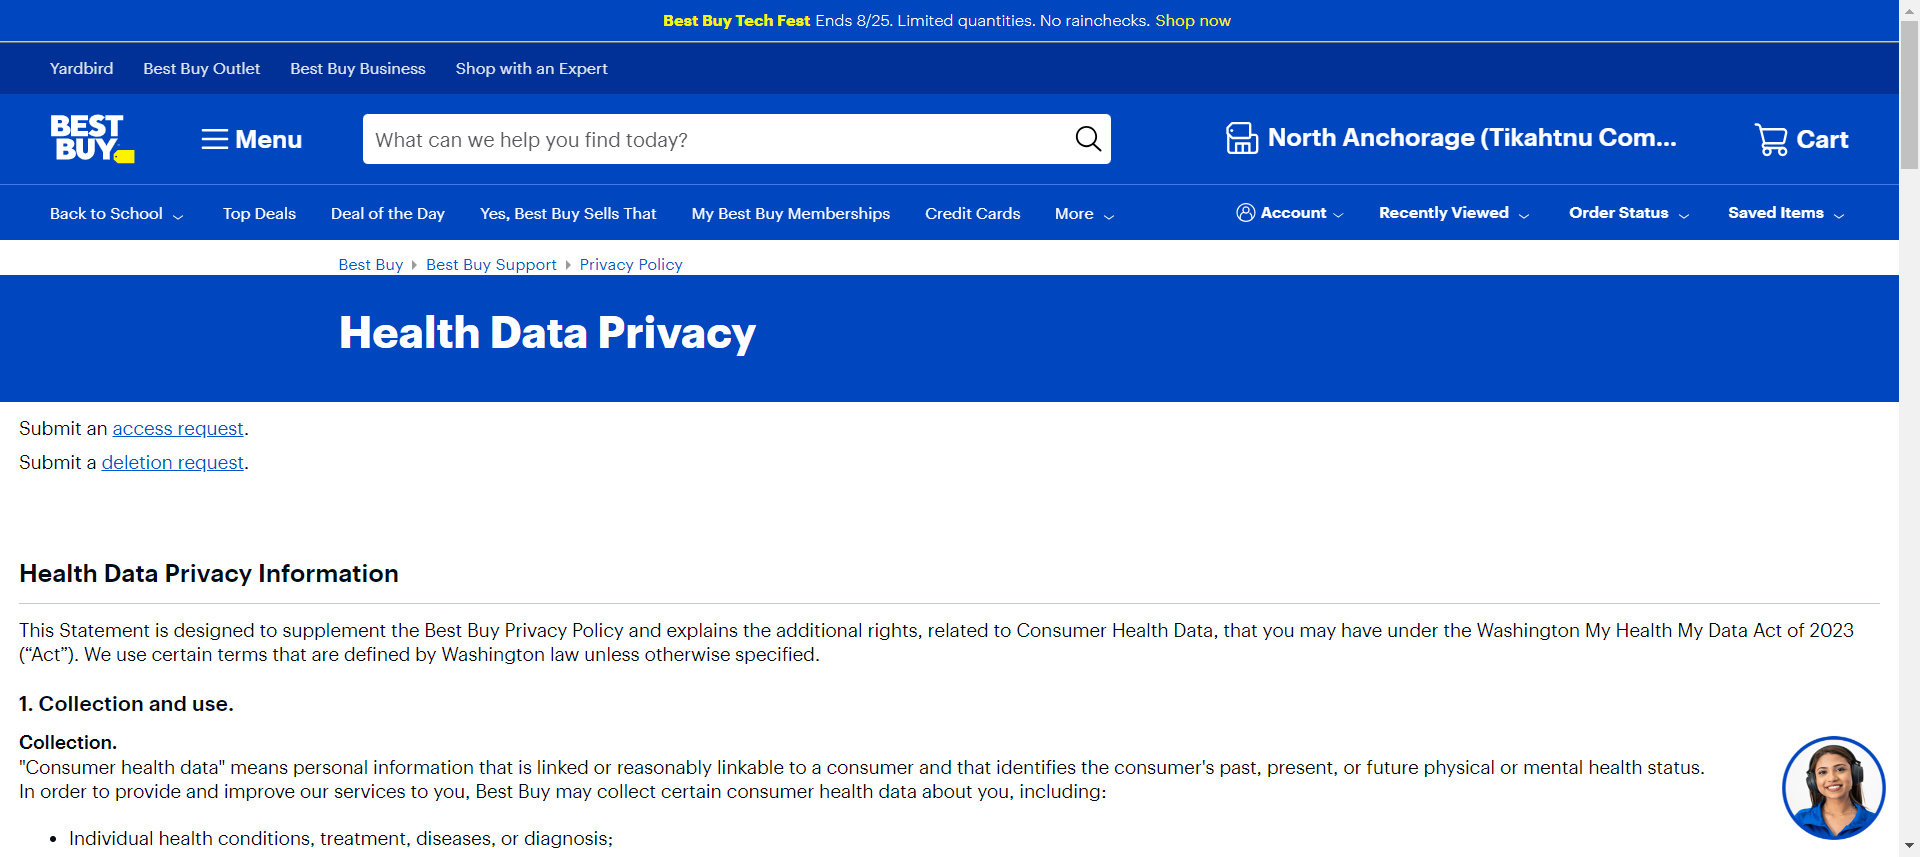 Best Buy Tech Fest Ends 8/25. Limited quantities. No rainchecks. Shop now
Yardbird Best Buy Outlet Best Buy Business Shop with an Expert
BEST BUY
Menu
What can we help you find today?
North Anchorage (Tikahtnu Com...
Cart
Back to School Top Deals Deal of the Day Yes, Best Buy Sells That My Best Buy Memberships Credit Cards More Account Recently Viewed Order Status Saved Items
Best Buy Best Buy Support Privacy Policy
Health Data Privacy
Submit an access request.
Submit a deletion request.
Health Data Privacy Information
This Statement is designed to supplement the Best Buy Privacy Policy and explains the additional rights, related to Consumer Health Data, that you may have under the Washington My Health My Data Act of 2023
(“Act”). We use certain terms that are defined by Washington law unless otherwise specified.
1. Collection and use.
Collection.
"Consumer health data" means personal information that is linked or reasonably linkable to a consumer and that identifies the consumer's past, present, or future physical or mental health status.
In order to provide and improve our services to you, Best Buy may collect certain consumer health data about you, including:
• Individual health conditions, treatment, diseases, or diagnosis;